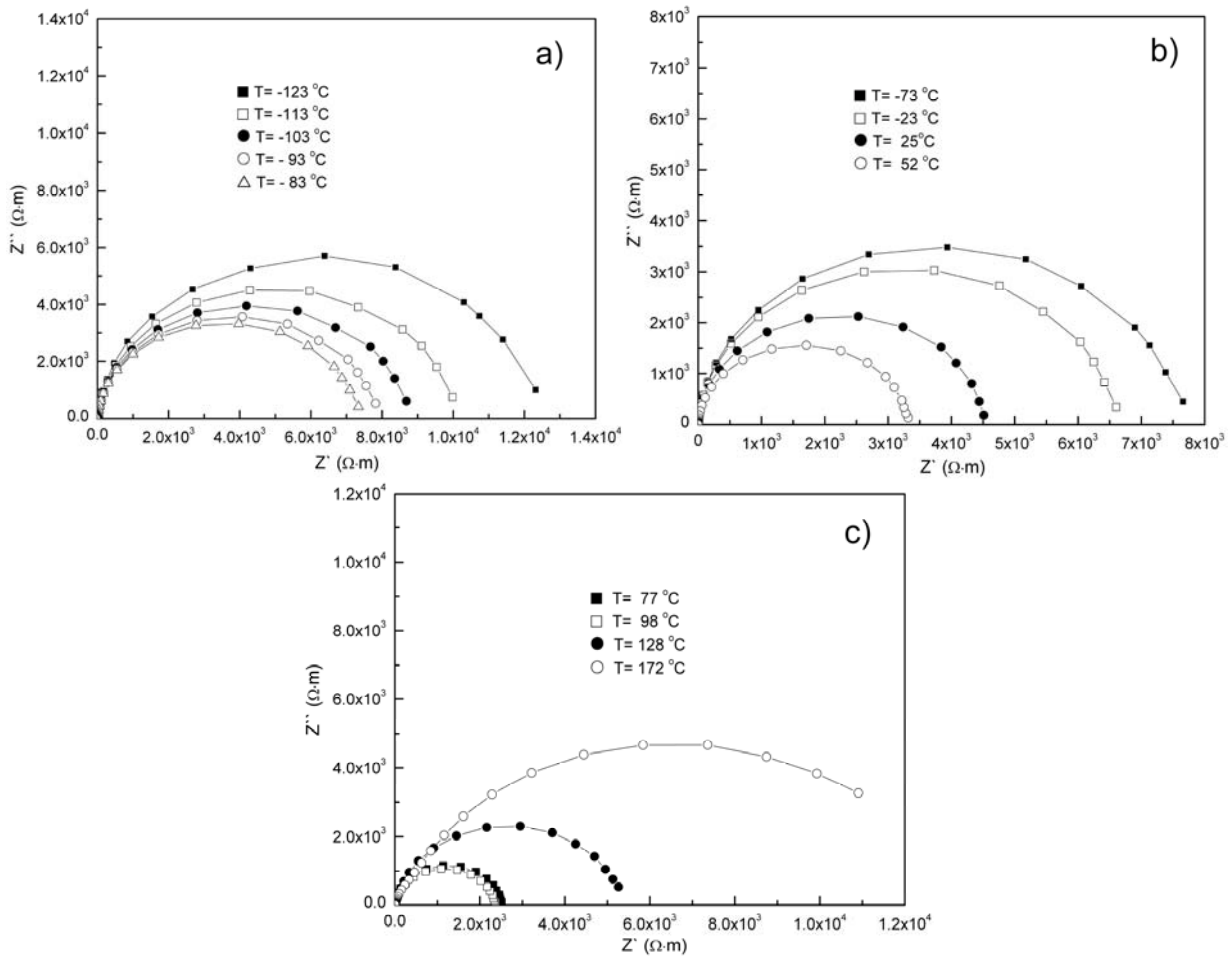 a)
1.4x10⁴
1.2x10⁴
1.0x10⁴
8.0x10³
6.0x10³
4.0x10³
2.0x10³
0.0
Z`` (Ω·m)
T= -123 °C
T= -113 °C
T= -103 °C
T= - 93 °C
T= - 83 °C
0.0 2.0x10³ 4.0x10³ 6.0x10³ 8.0x10³ 1.0x10⁴ 1.2x10⁴ 1.4x10⁴
Z` (Ω·m)
b)
8x10³
7x10³
6x10³
5x10³
4x10³
3x10³
2x10³
1x10³
0
Z`` (Ω·m)
T= -73 °C
T= -23 °C
T= 25°C
T= 52 °C
0 1x10³ 2x10³ 3x10³ 4x10³ 5x10³ 6x10³ 7x10³ 8x10³
Z` (Ω·m)
c)
1.2x10⁴
1.0x10⁴
8.0x10³
6.0x10³
4.0x10³
2.0x10³
0.0
Z`` (Ω·m)
T= 77 °C
T= 98 °C
T= 128 °C
T= 172 °C
0.0 2.0x10³ 4.0x10³ 6.0x10³ 8.0x10³ 1.0x10⁴ 1.2x10⁴
Z` (Ω·m)